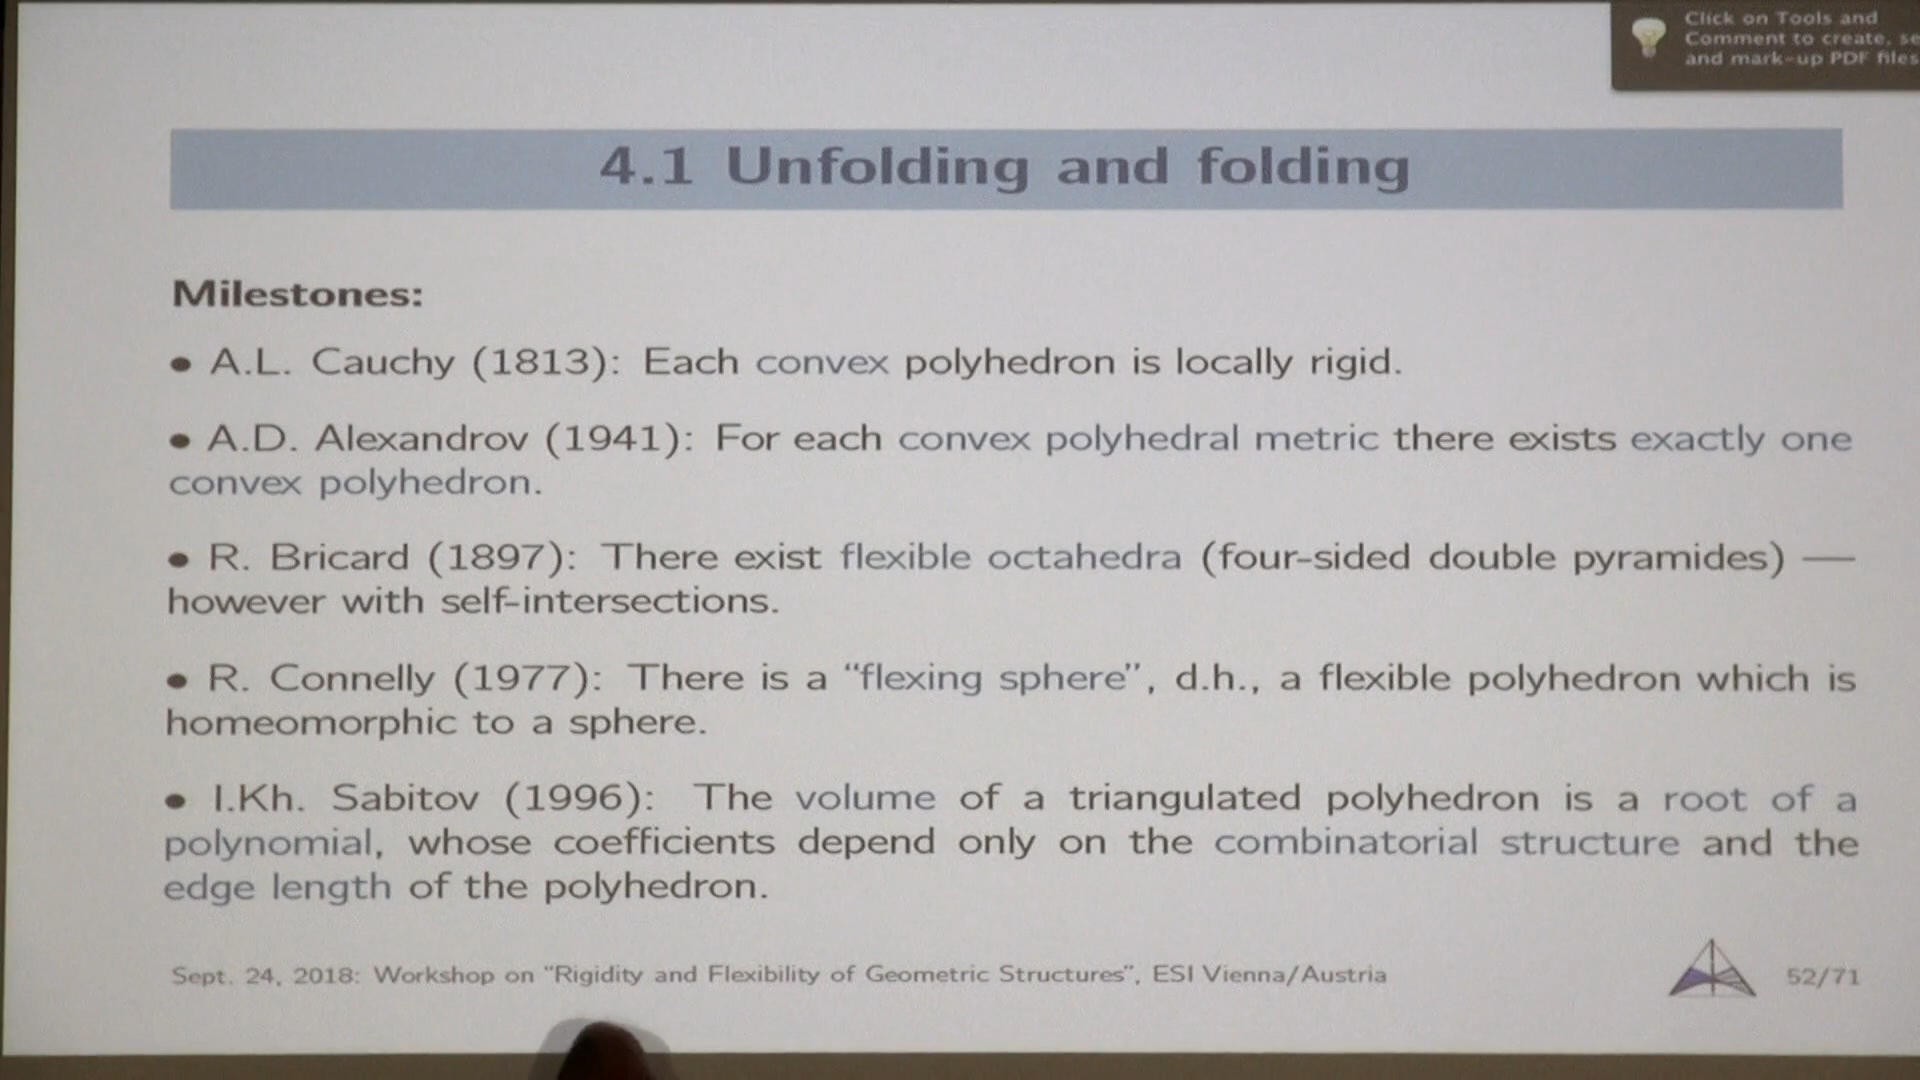 Click on Tools and
Comment to create, se
and mark-up PDF files
4.1 Unfolding and folding
Milestones:
• A.L. Cauchy (1813): Each convex polyhedron is locally rigid.
• A.D. Alexandrov (1941): For each convex polyhedral metric there exists exactly one
convex polyhedron.
• R. Bricard (1897): There exist flexible octahedra (four-sided double pyramids) —
however with self-intersections.
• R. Connelly (1977): There is a “flexing sphere”, d.h., a flexible polyhedron which is
homeomorphic to a sphere.
• I.Kh. Sabitov (1996): The volume of a triangulated polyhedron is a root of a
polynomial, whose coefficients depend only on the combinatorial structure and the
edge length of the polyhedron.
Sept. 24, 2018: Workshop on “Rigidity and Flexibility of Geometric Structures”, ESI Vienna/Austria
52/71